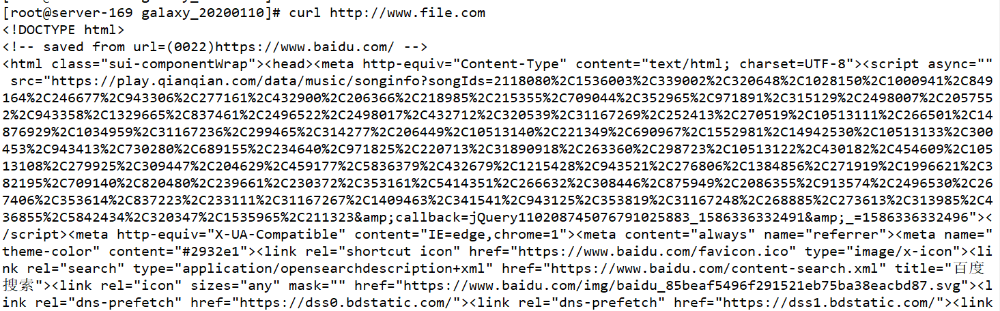 [root@server-169 galaxy_20200110]# curl http://www.file.com
<!DOCTYPE html>
<!-- saved from url=(0022)https://www.baidu.com/ -->
<html class="sui-componentWrap"><head><meta http-equiv="Content-Type" content="text/html; charset=UTF-8"><script async=""
 src="https://play.qianqian.com/data/music/songinfo?songIds=2118080%2C1536003%2C339002%2C320648%2C1028150%2C1000941%2C849
164%2C246677%2C943306%2C277161%2C432900%2C206366%2C218985%2C215355%2C709044%2C352965%2C971891%2C315129%2C2498007%2C205755
2%2C943358%2C1329665%2C837461%2C2496522%2C2498017%2C432712%2C320539%2C31167269%2C252413%2C270519%2C10513111%2C266501%2C14
876929%2C1034959%2C31167236%2C299465%2C314277%2C206449%2C10513140%2C221349%2C690967%2C1552981%2C14942530%2C10513133%2C300
453%2C943413%2C730280%2C689155%2C234640%2C971825%2C220713%2C31890918%2C263360%2C298723%2C10513122%2C430182%2C454609%2C105
13108%2C279925%2C309447%2C204629%2C459177%2C5836379%2C432679%2C1215428%2C943521%2C276806%2C1384856%2C271919%2C1996621%2C3
82195%2C709140%2C820480%2C239661%2C230372%2C353161%2C5414351%2C266632%2C308446%2C875949%2C2086355%2C913574%2C2496530%2C26
7406%2C353614%2C837223%2C233111%2C31167267%2C1409463%2C341541%2C943125%2C353819%2C31167248%2C268885%2C273613%2C313985%2C4
36855%2C5842434%2C320347%2C1535965%2C211323&amp;callback=jQuery110208745076791025883_1586336332491&amp;_=1586336332496"><
/script><meta http-equiv="X-UA-Compatible" content="IE=edge,chrome=1"><meta content="always" name="referrer"><meta name="
theme-color" content="#2932e1"><link rel="shortcut icon" href="https://www.baidu.com/favicon.ico" type="image/x-icon"><li
nk rel="search" type="application/opensearchdescription+xml" href="https://www.baidu.com/content-search.xml" title="百度
搜索"><link rel="icon" sizes="any" mask="" href="https://www.baidu.com/img/baidu_85beaf5496f291521eb75ba38eacbd87.svg"><l
ink rel="dns-prefetch" href="https://dss0.bdstatic.com/"><link rel="dns-prefetch" href="https://dss1.bdstatic.com/"><link